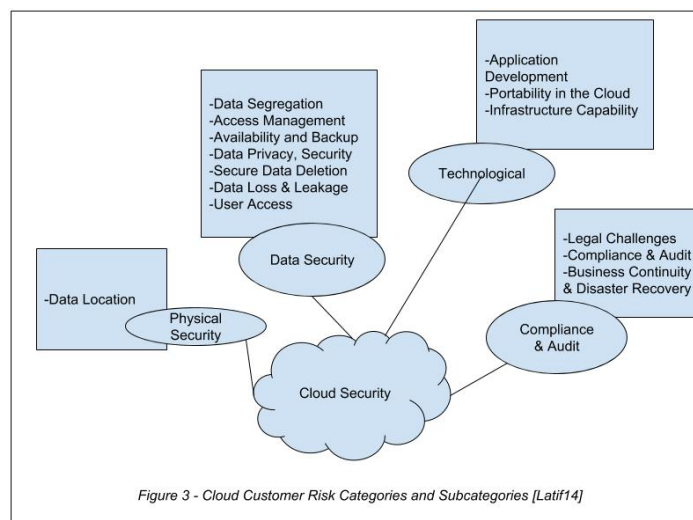 -Application
Development
-Portability in the Cloud
-Infrastructure Capability
Technological
-Data Segregation
-Access Management
-Availability and Backup
-Data Privacy, Security
-Secure Data Deletion
-Data Loss & Leakage
-User Access
Data Security
-Legal Challenges
-Compliance & Audit
-Business Continuity
& Disaster Recovery
Compliance
& Audit
-Data Location
Physical
Security
Cloud Security
Figure 3 - Cloud Customer Risk Categories and Subcategories [Latif14]